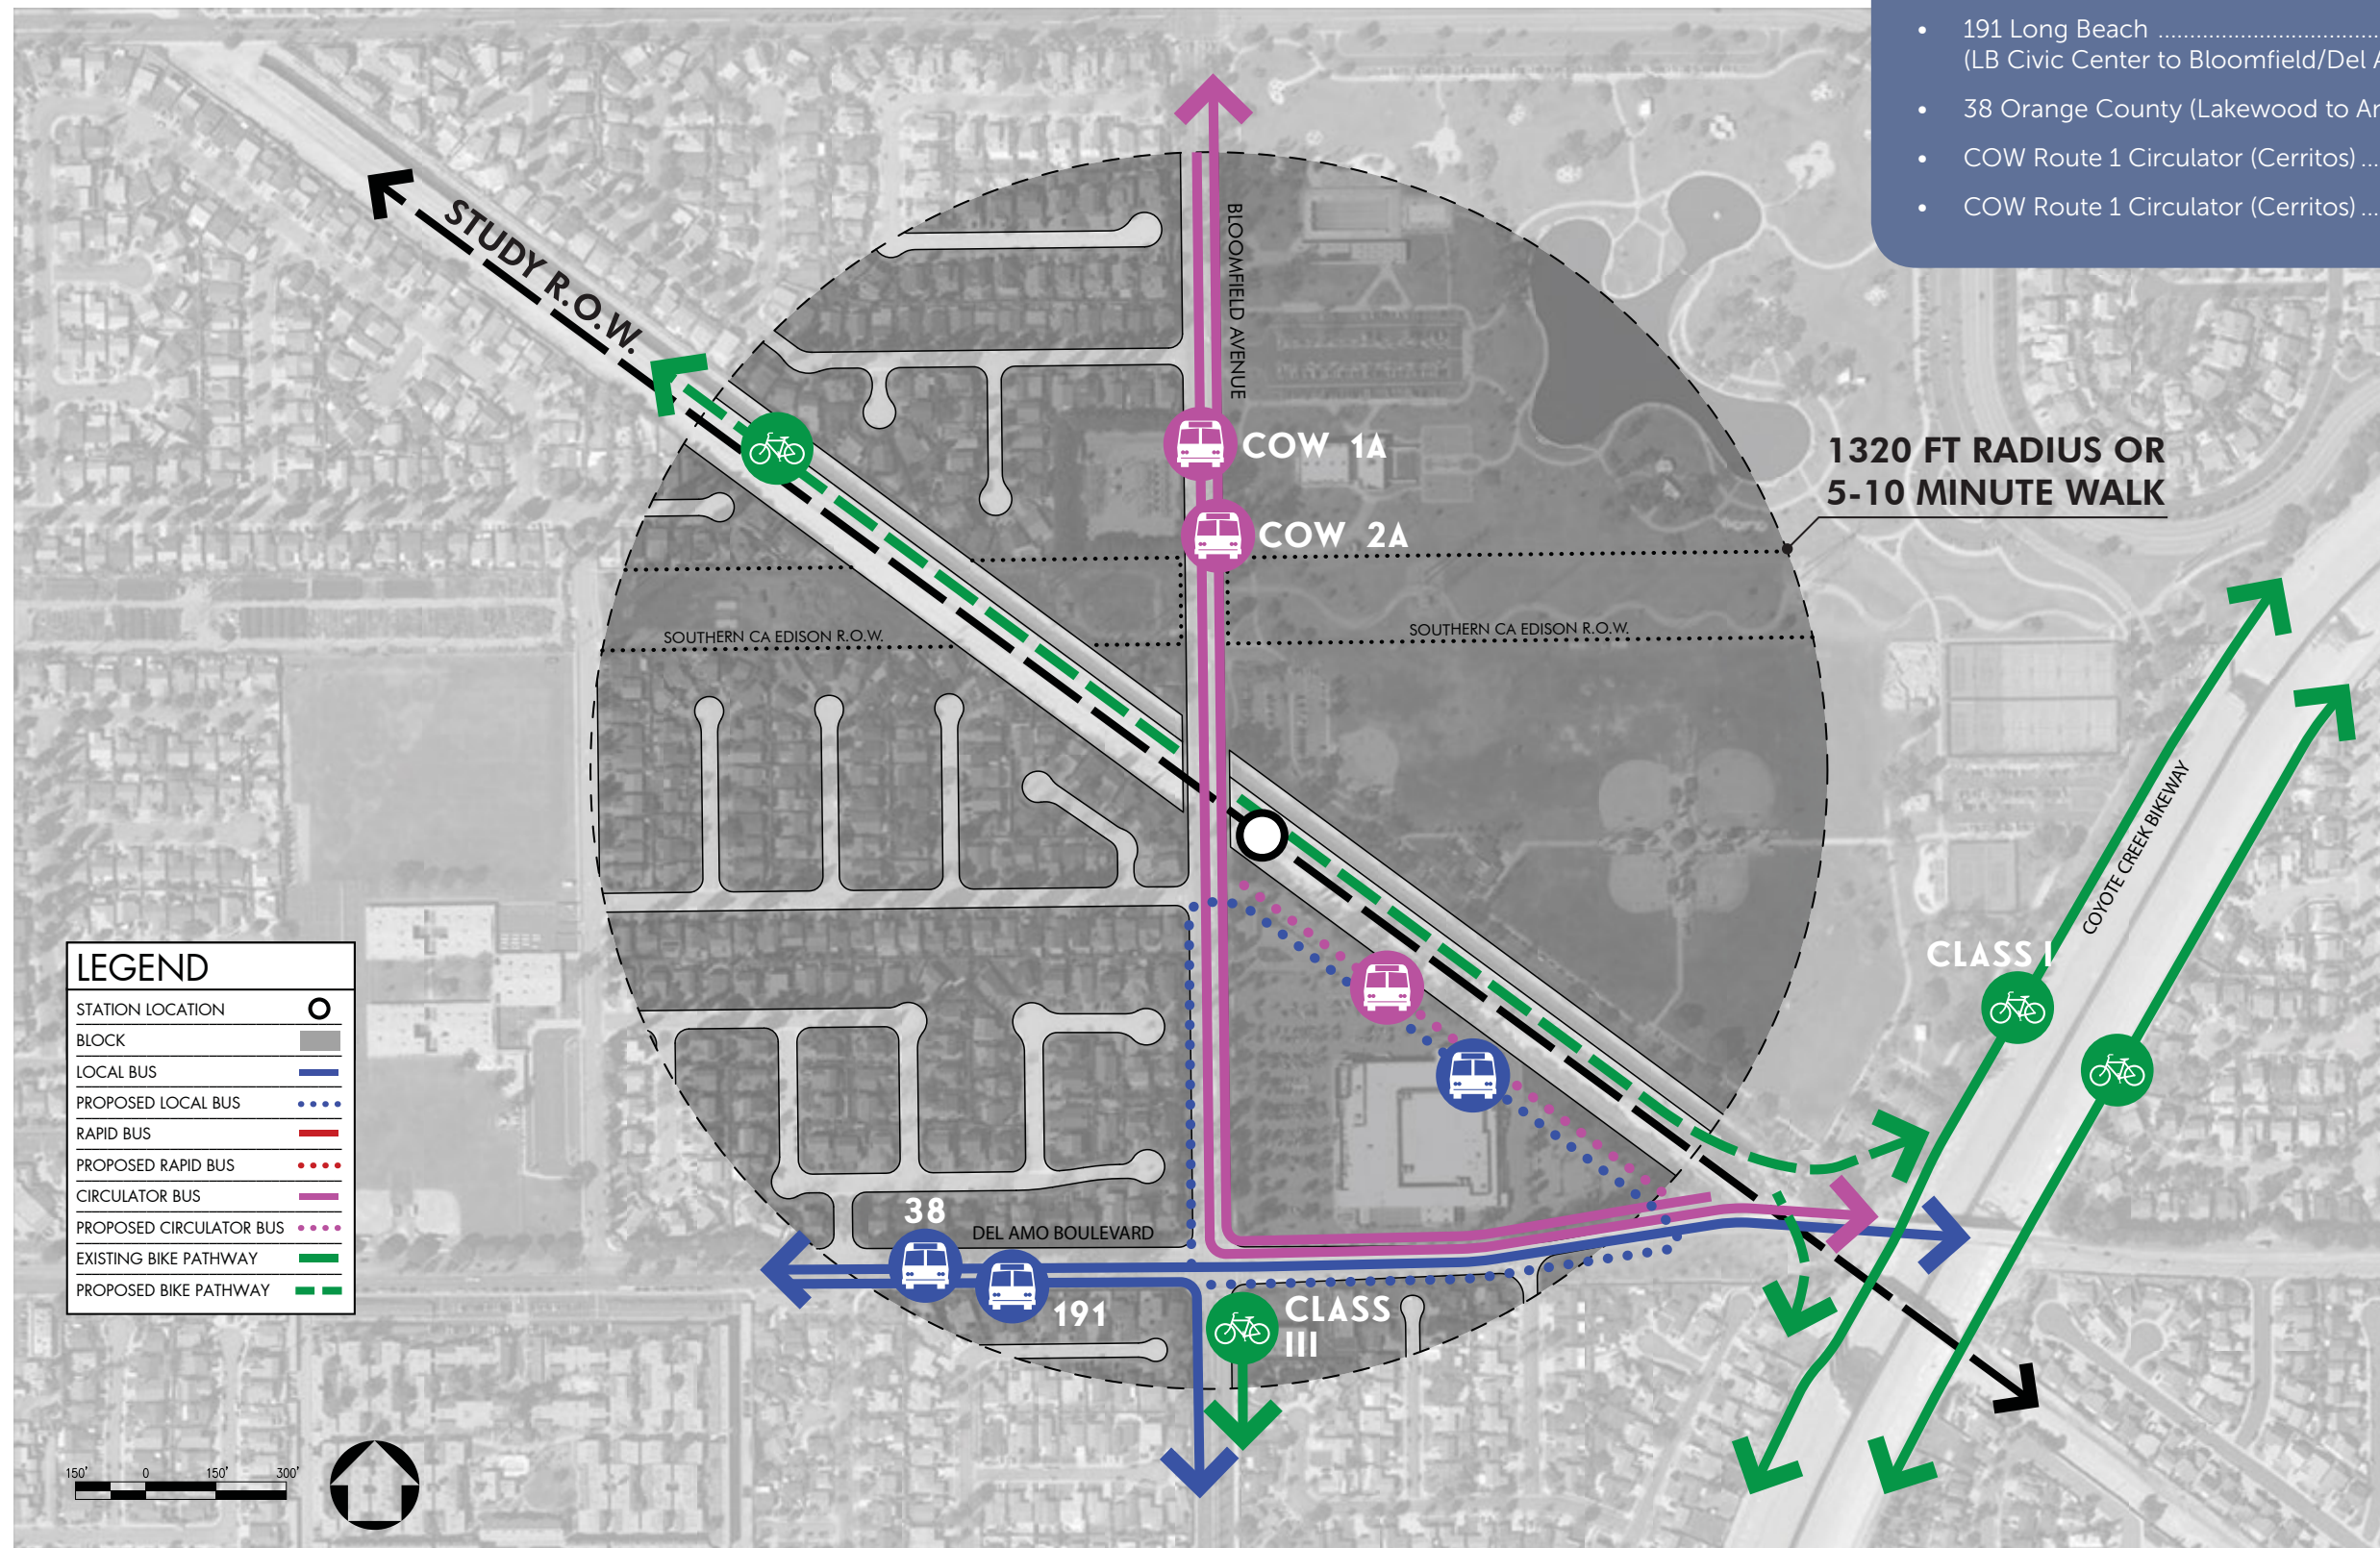 • 191 Long Beach
(LB Civic Center to Bloomfield/Del
• 38 Orange County (Lakewood to
• COW Route 1 Circulator (Cerritos)
• COW Route 1 Circulator (Cerritos)
STUDY R.O.W.
BLOOMFIELD AVENUE
COW 1A
COW 2A
1320 FT RADIUS OR
5-10 MINUTE WALK
SOUTHERN CA EDISON R.O.W.
SOUTHERN CA EDISON R.O.W.
COYOTE CREEK BIKEWAY
CLASS I
LEGEND
STATION LOCATION
BLOCK
LOCAL BUS
PROPOSED LOCAL BUS
RAPID BUS
PROPOSED RAPID BUS
CIRCULATOR BUS
PROPOSED CIRCULATOR BUS
EXISTING BIKE PATHWAY
PROPOSED BIKE PATHWAY
38
DEL AMO BOULEVARD
191
CLASS
III
150' 0 150' 300'